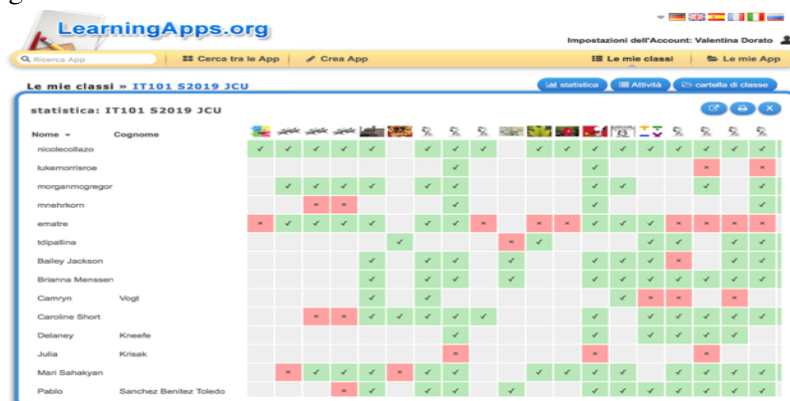 LearningApps.org
Impostazioni dell'Account: Valentina Dorato
Ricerca App
Cerca tra le App
Crea App
Le mie classi
Le mie App
Le mie classi » IT101 S2019 JCU
statistica
Attività
cartella di classe
statistica: IT101 S2019 JCU
Nome Cognome
nicolecollazo
lukemorrisroe
morganmcgregor
mnehrkorn
ematre
tdipallina
Bailey Jackson
Brianna Menssen
Camryn Vogt
Caroline Short
Delaney Kneefe
Julia Krisak
Mari Sahakyan
Pablo Sanchez Benitez Toledo